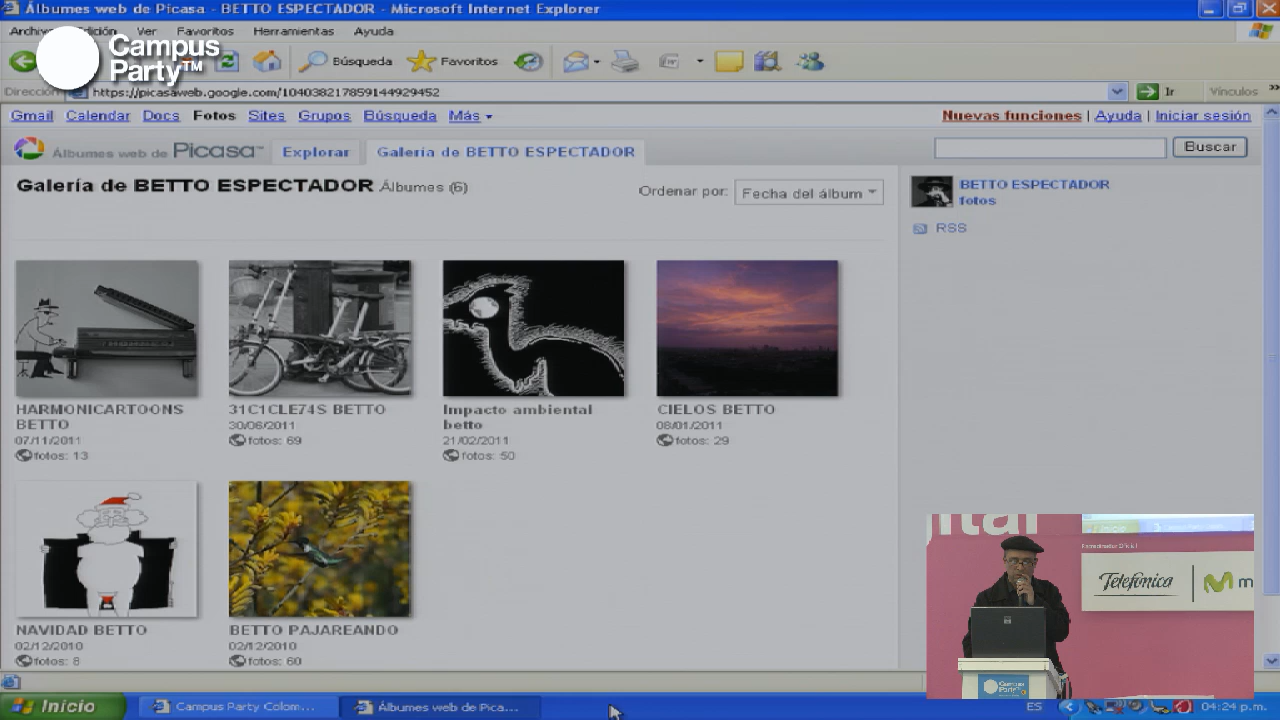 Álbumes web de Picasa - BETTO ESPECTADOR - Microsoft Internet Explorer
Ver Favoritos Herramientas Ayuda
Campus
Party™
Búsqueda Favoritos
Dirección https://picasaweb.google.com/104038217859144929452 Ir Vínculos
Gmail Calendar Docs Fotos Sites Grupos Búsqueda Más
Nuevas funciones | Ayuda | Iniciar sesión
Álbumes web de Picasa™ Explorar Galería de BETTO ESPECTADOR Buscar
Galería de BETTO ESPECTADOR Álbumes (6)
Ordenar por: Fecha del álbum
BETTO ESPECTADOR
fotos
RSS
HARMONICARTOONS
BETTO
07/11/2011
fotos: 13
31C1CLE74S BETTO
30/06/2011
fotos: 69
Impacto ambiental
betto
21/02/2011
fotos: 50
CIELOS BETTO
08/01/2011
fotos: 29
NAVIDAD BETTO
02/12/2010
fotos: 8
BETTO PAJAREANDO
02/12/2010
fotos: 60
gital
Inicio
Telefónica m
Campus
Party
Inicio Campus Party Colom... Álbumes web de Pica... ES 04:24 p.m.